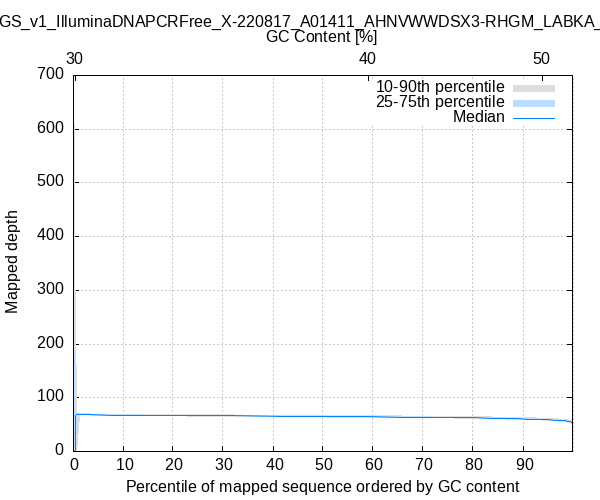 GS_v1_IlluminaDNAPCRFree_X-220817_A01411_AHNVWWDSX3-RHGM_LABKA_
GC Content [%]
30 40 50
700
600
500
400
300
200
100
0
10-90th percentile
25-75th percentile
Median
Mapped depth
0 10 20 30 40 50 60 70 80 90
Percentile of mapped sequence ordered by GC content